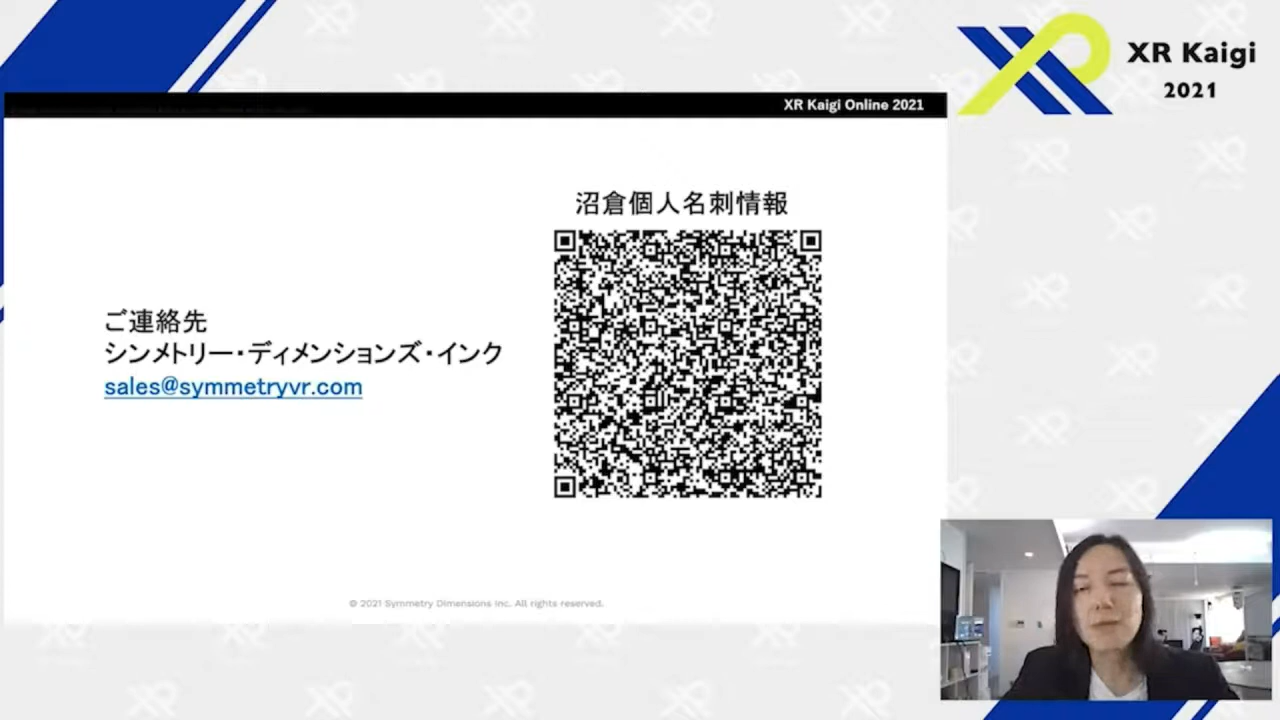 XR Kaigi
2021
XR Kaigi Online 2021
沼倉個人名刺情報
ご連絡先
シンメトリー・ディメンションズ・インク
sales@symmetryvr.com
© 2021 Symmetry Dimensions Inc. All rights reserved.